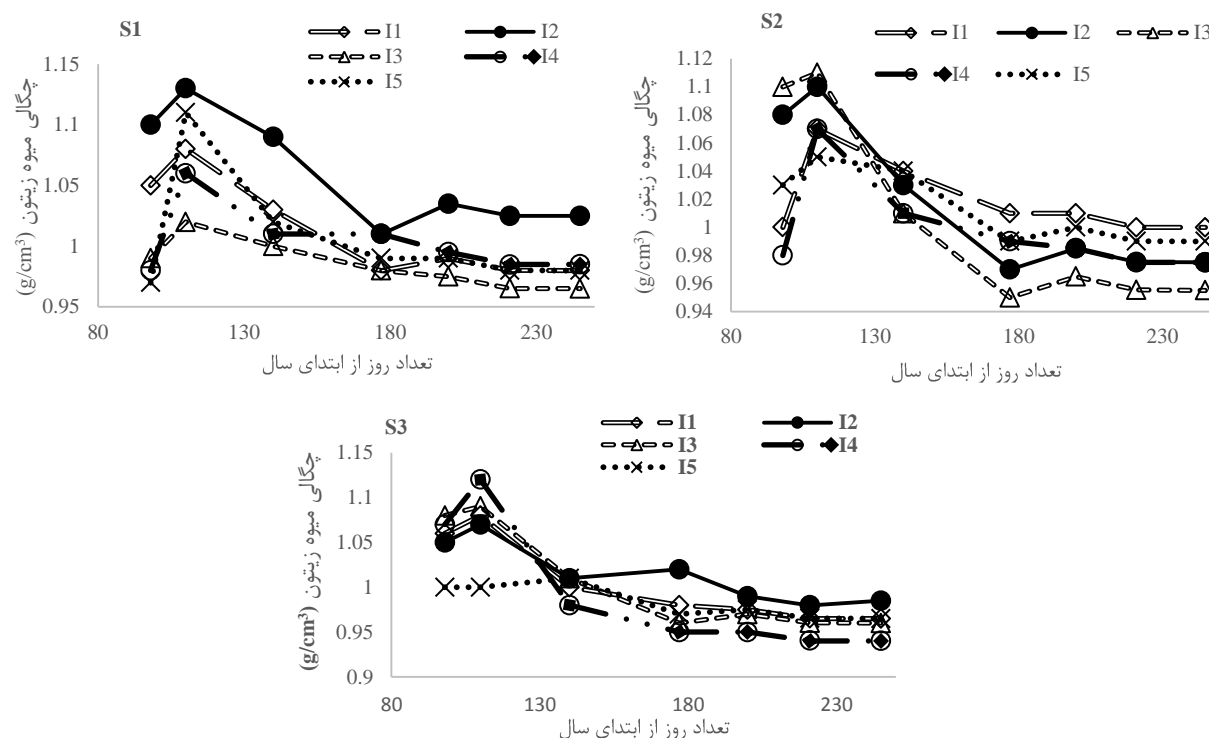 S1
I1
I2
I3
I4
I5
چگالی میوه زیتون (g/cm³)
1.15
1.1
1.05
1
0.95
80
130
180
230
تعداد روز از ابتدای سال
S2
I1
I2
I3
I4
I5
چگالی میوه زیتون (g/cm³)
1.12
1.1
1.08
1.06
1.04
1.02
1
0.98
0.96
0.94
80
130
180
230
تعداد روز از ابتدای سال
S3
I1
I2
I3
I4
I5
چگالی میوه زیتون (g/cm³)
1.15
1.1
1.05
1
0.95
0.9
80
130
180
230
تعداد روز از ابتدای سال